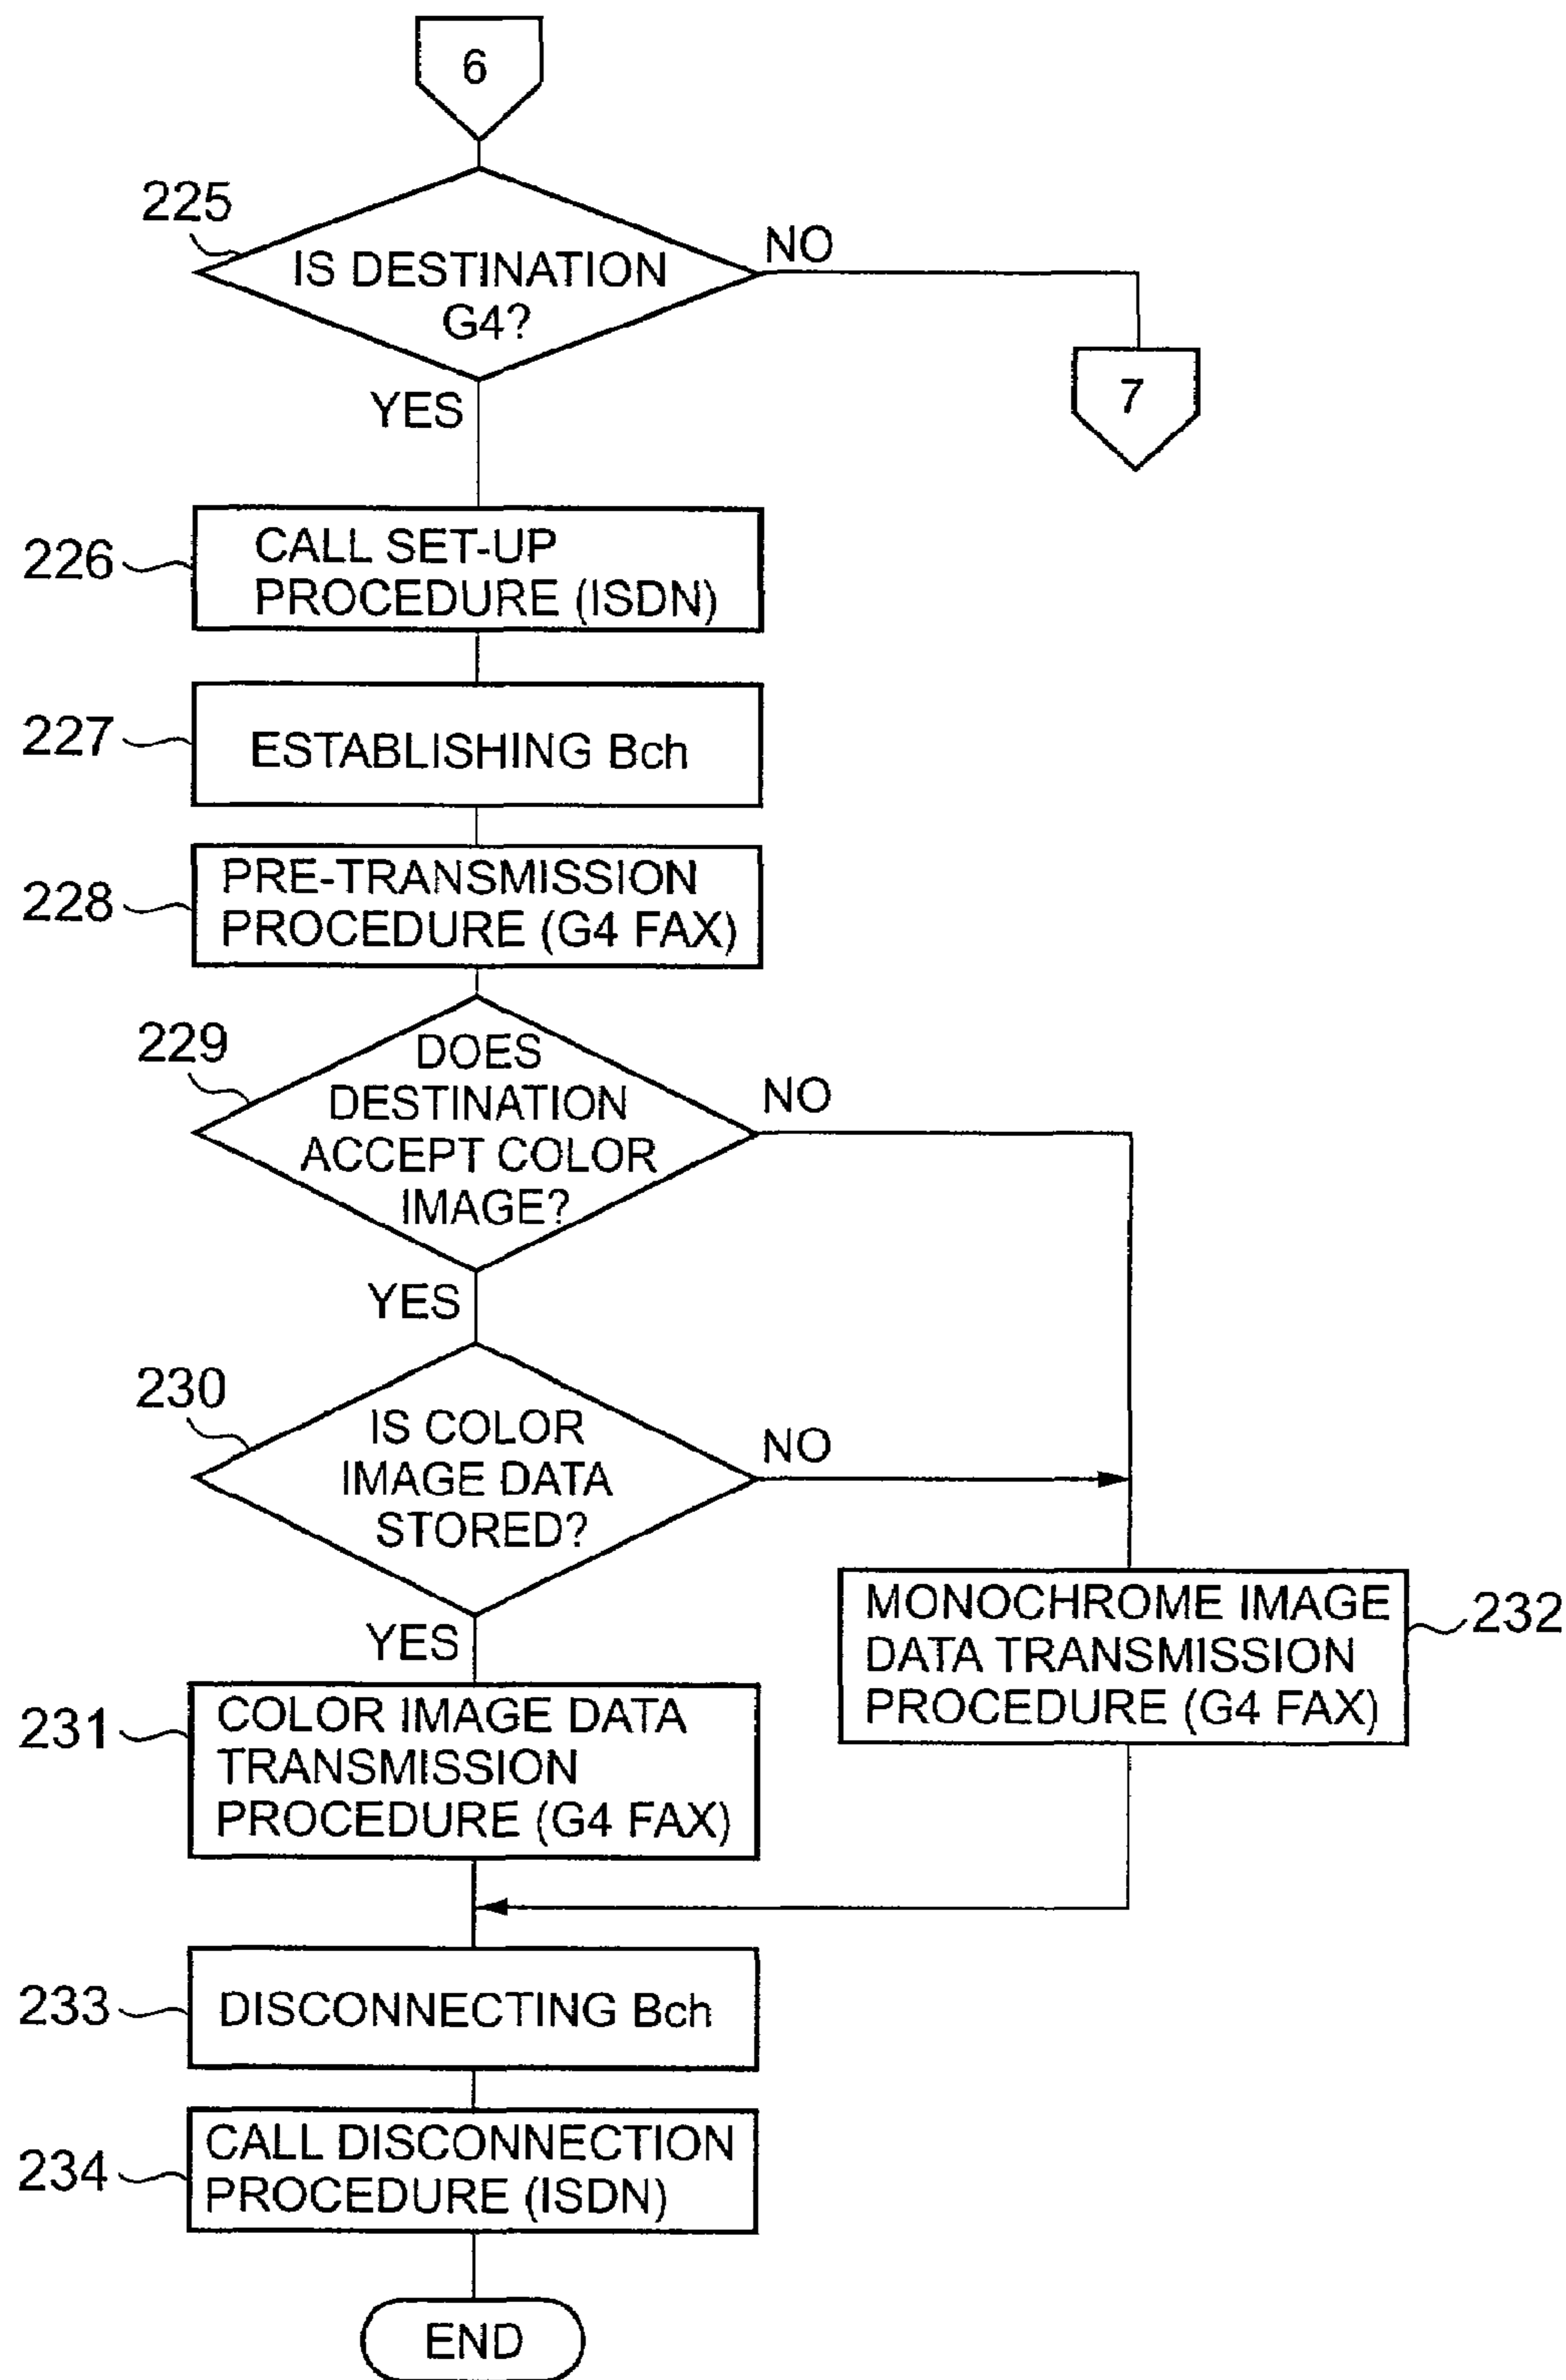 6
225
IS DESTINATION
G4?
NO
7
YES
226
CALL SET-UP
PROCEDURE (ISDN)
227
ESTABLISHING Bch
228
PRE-TRANSMISSION
PROCEDURE (G4 FAX)
229
DOES
DESTINATION
ACCEPT COLOR
IMAGE?
NO
YES
230
IS COLOR
IMAGE DATA
STORED?
NO
YES
MONOCHROME IMAGE
DATA TRANSMISSION
PROCEDURE (G4 FAX)
232
231
COLOR IMAGE DATA
TRANSMISSION
PROCEDURE (G4 FAX)
233
DISCONNECTING Bch
234
CALL DISCONNECTION
PROCEDURE (ISDN)
END